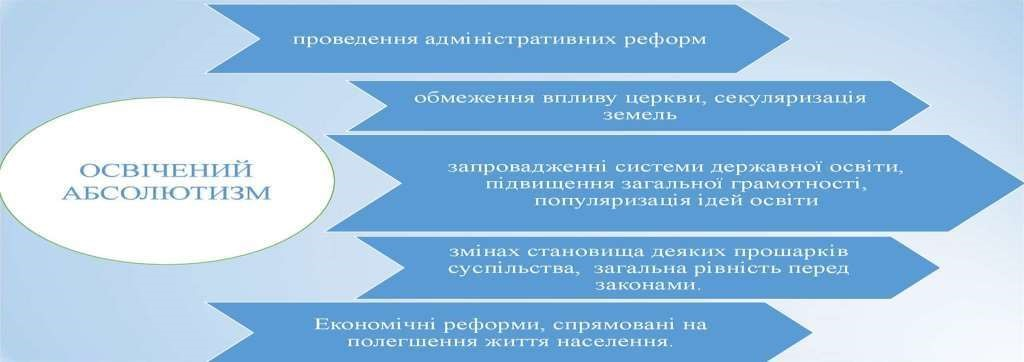 проведення адміністративних реформ
обмеження впливу церкви, секуляризація
земель
ОСВІЧЕНИЙ
АБСОЛЮТИЗМ
запровадженні системи державної освіти,
підвищення загальної грамотності,
популяризація ідей освіти
змінах становища деяких прошарків
суспільства, загальна рівність перед
законами.
Економічні реформи, спрямовані на
полегшення життя населення.